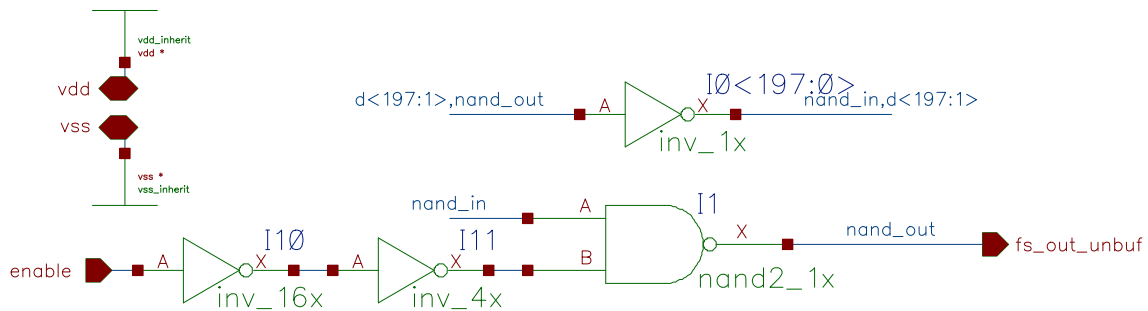 vdd_inherit
vdd *
vdd
vss
vss *
vss_inherit
I0<197:0>
d<197:1>,nand_out
A
X
nand_in,d<197:1>
inv_1x
nand_in
A
I1
X
nand_out
fs_out_unbuf
B
nand2_1x
enable
A
I10
X
inv_16x
A
I11
X
inv_4x